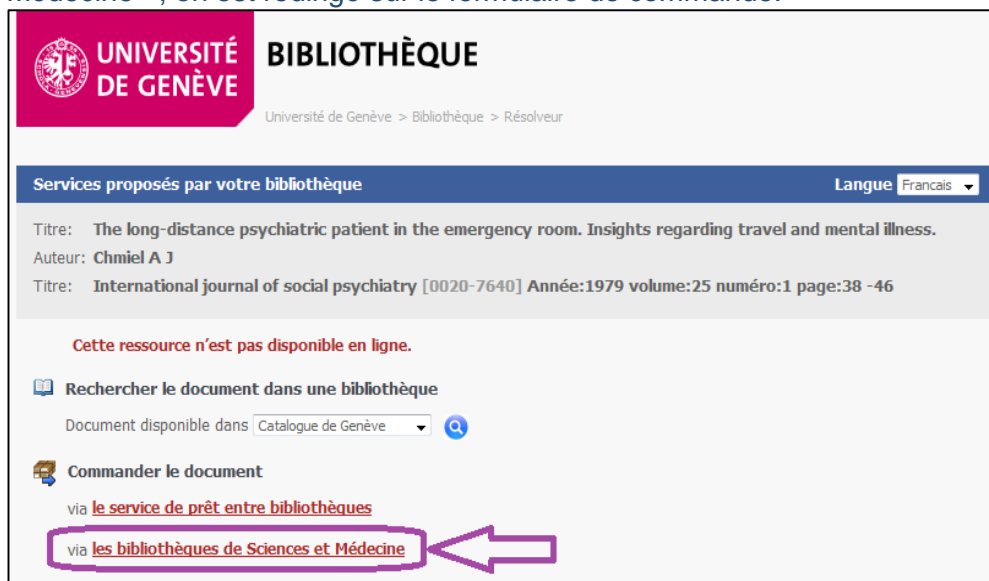 Médecine », on est redirigé sur le formulaire de commande.
UNIVERSITÉ
DE GENÈVE
BIBLIOTHÈQUE
Université de Genève > Bibliothèque > Résolveur
Services proposés par votre bibliothèque
Langue Francais
Titre: The long-distance psychiatric patient in the emergency room. Insights regarding travel and mental illness.
Auteur: Chmiel A J
Titre: International journal of social psychiatry [0020-7640] Année:1979 volume:25 numéro:1 page:38 -46
Cette ressource n'est pas disponible en ligne.
Rechercher le document dans une bibliothèque
Document disponible dans Catalogue de Genève
Commander le document
via le service de prêt entre bibliothèques
via les bibliothèques de Sciences et Médecine